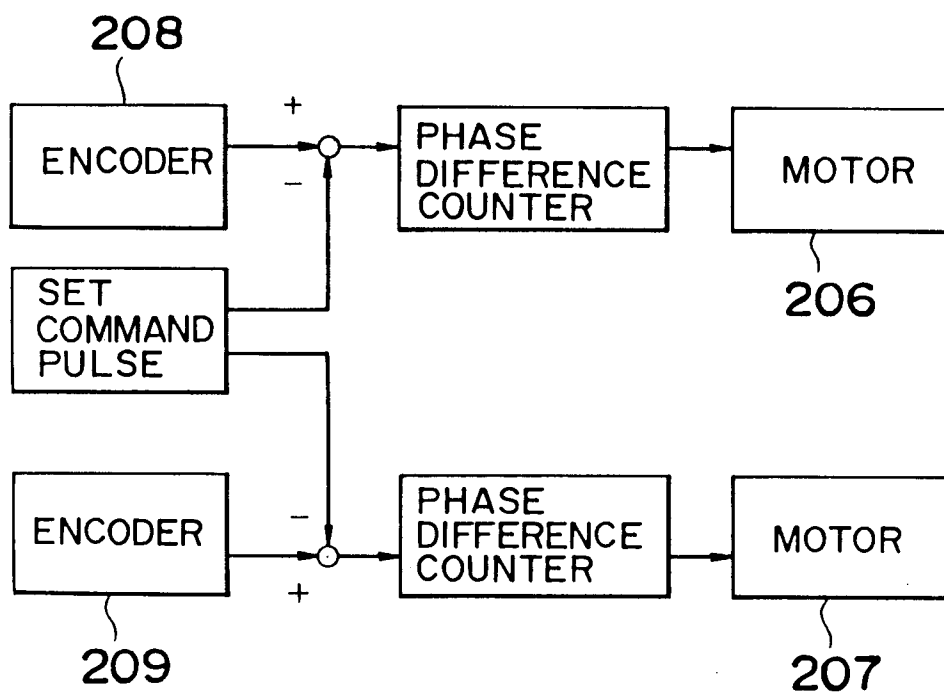 208
ENCODER
+
−
PHASE
DIFFERENCE
COUNTER
MOTOR
206
SET
COMMAND
PULSE
ENCODER
209
−
+
PHASE
DIFFERENCE
COUNTER
MOTOR
207